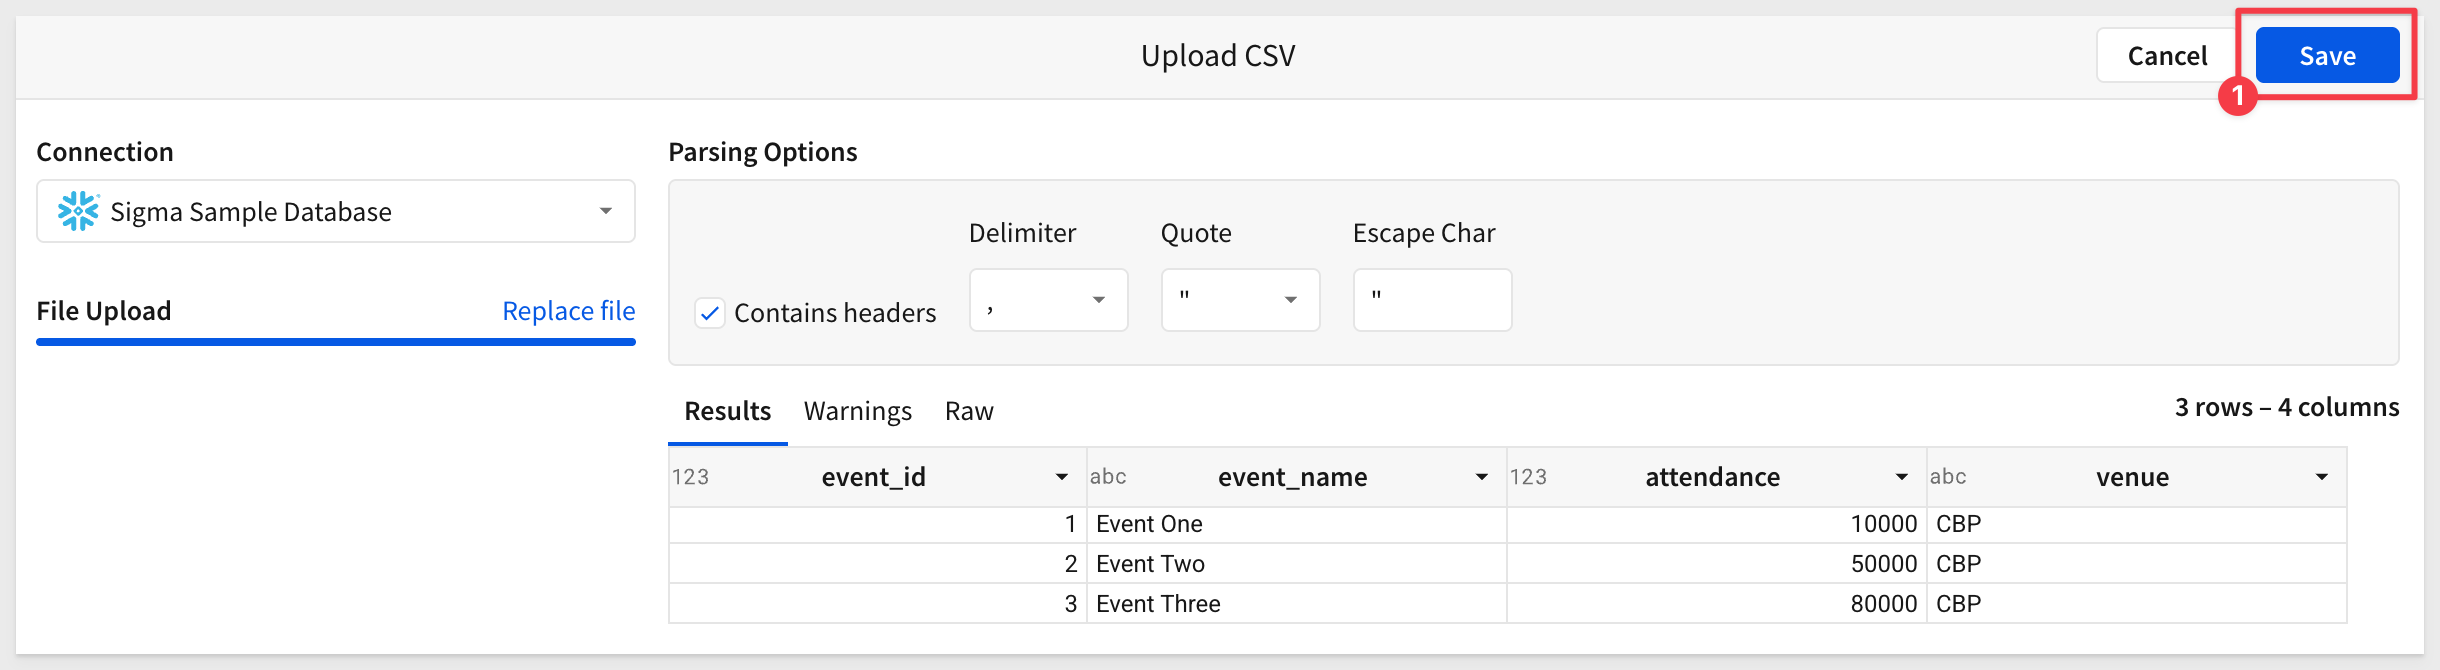 Upload CSV
Cancel
Save
1
Connection
Sigma Sample Database
File Upload
Replace file
Parsing Options
Contains headers
Delimiter
,
Quote
"
Escape Char
"
Results Warnings Raw
3 rows – 4 columns
123 event_id abc event_name 123 attendance abc venue
1 Event One 10000 CBP
2 Event Two 50000 CBP
3 Event Three 80000 CBP